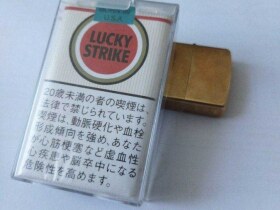 USA
LUCKY
STRIKE
20歳未満の者の喫煙は、
法律で禁じられています。
喫煙は、動脈硬化や血栓
形成傾向を強め、あなた
が心筋梗塞など虚血性
心疾患や脳卒中になる
危険性を高めます。